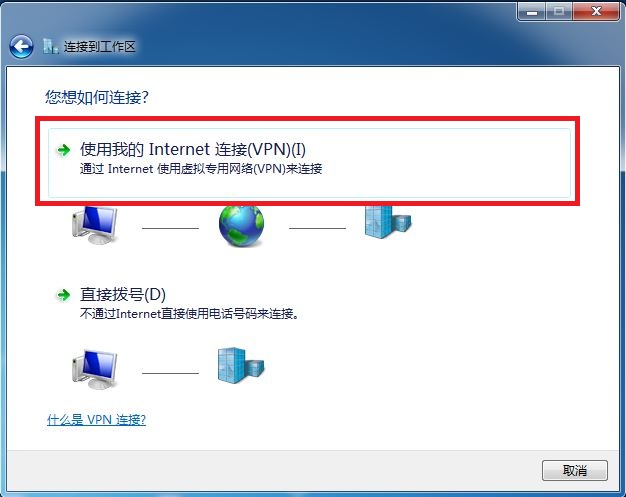 连接到工作区
您想如何连接?
使用我的 Internet 连接(VPN)(I)
通过 Internet 使用虚拟专用网络(VPN)来连接
直接拨号(D)
不通过Internet直接使用电话号码来连接。
什么是 VPN 连接?
取消